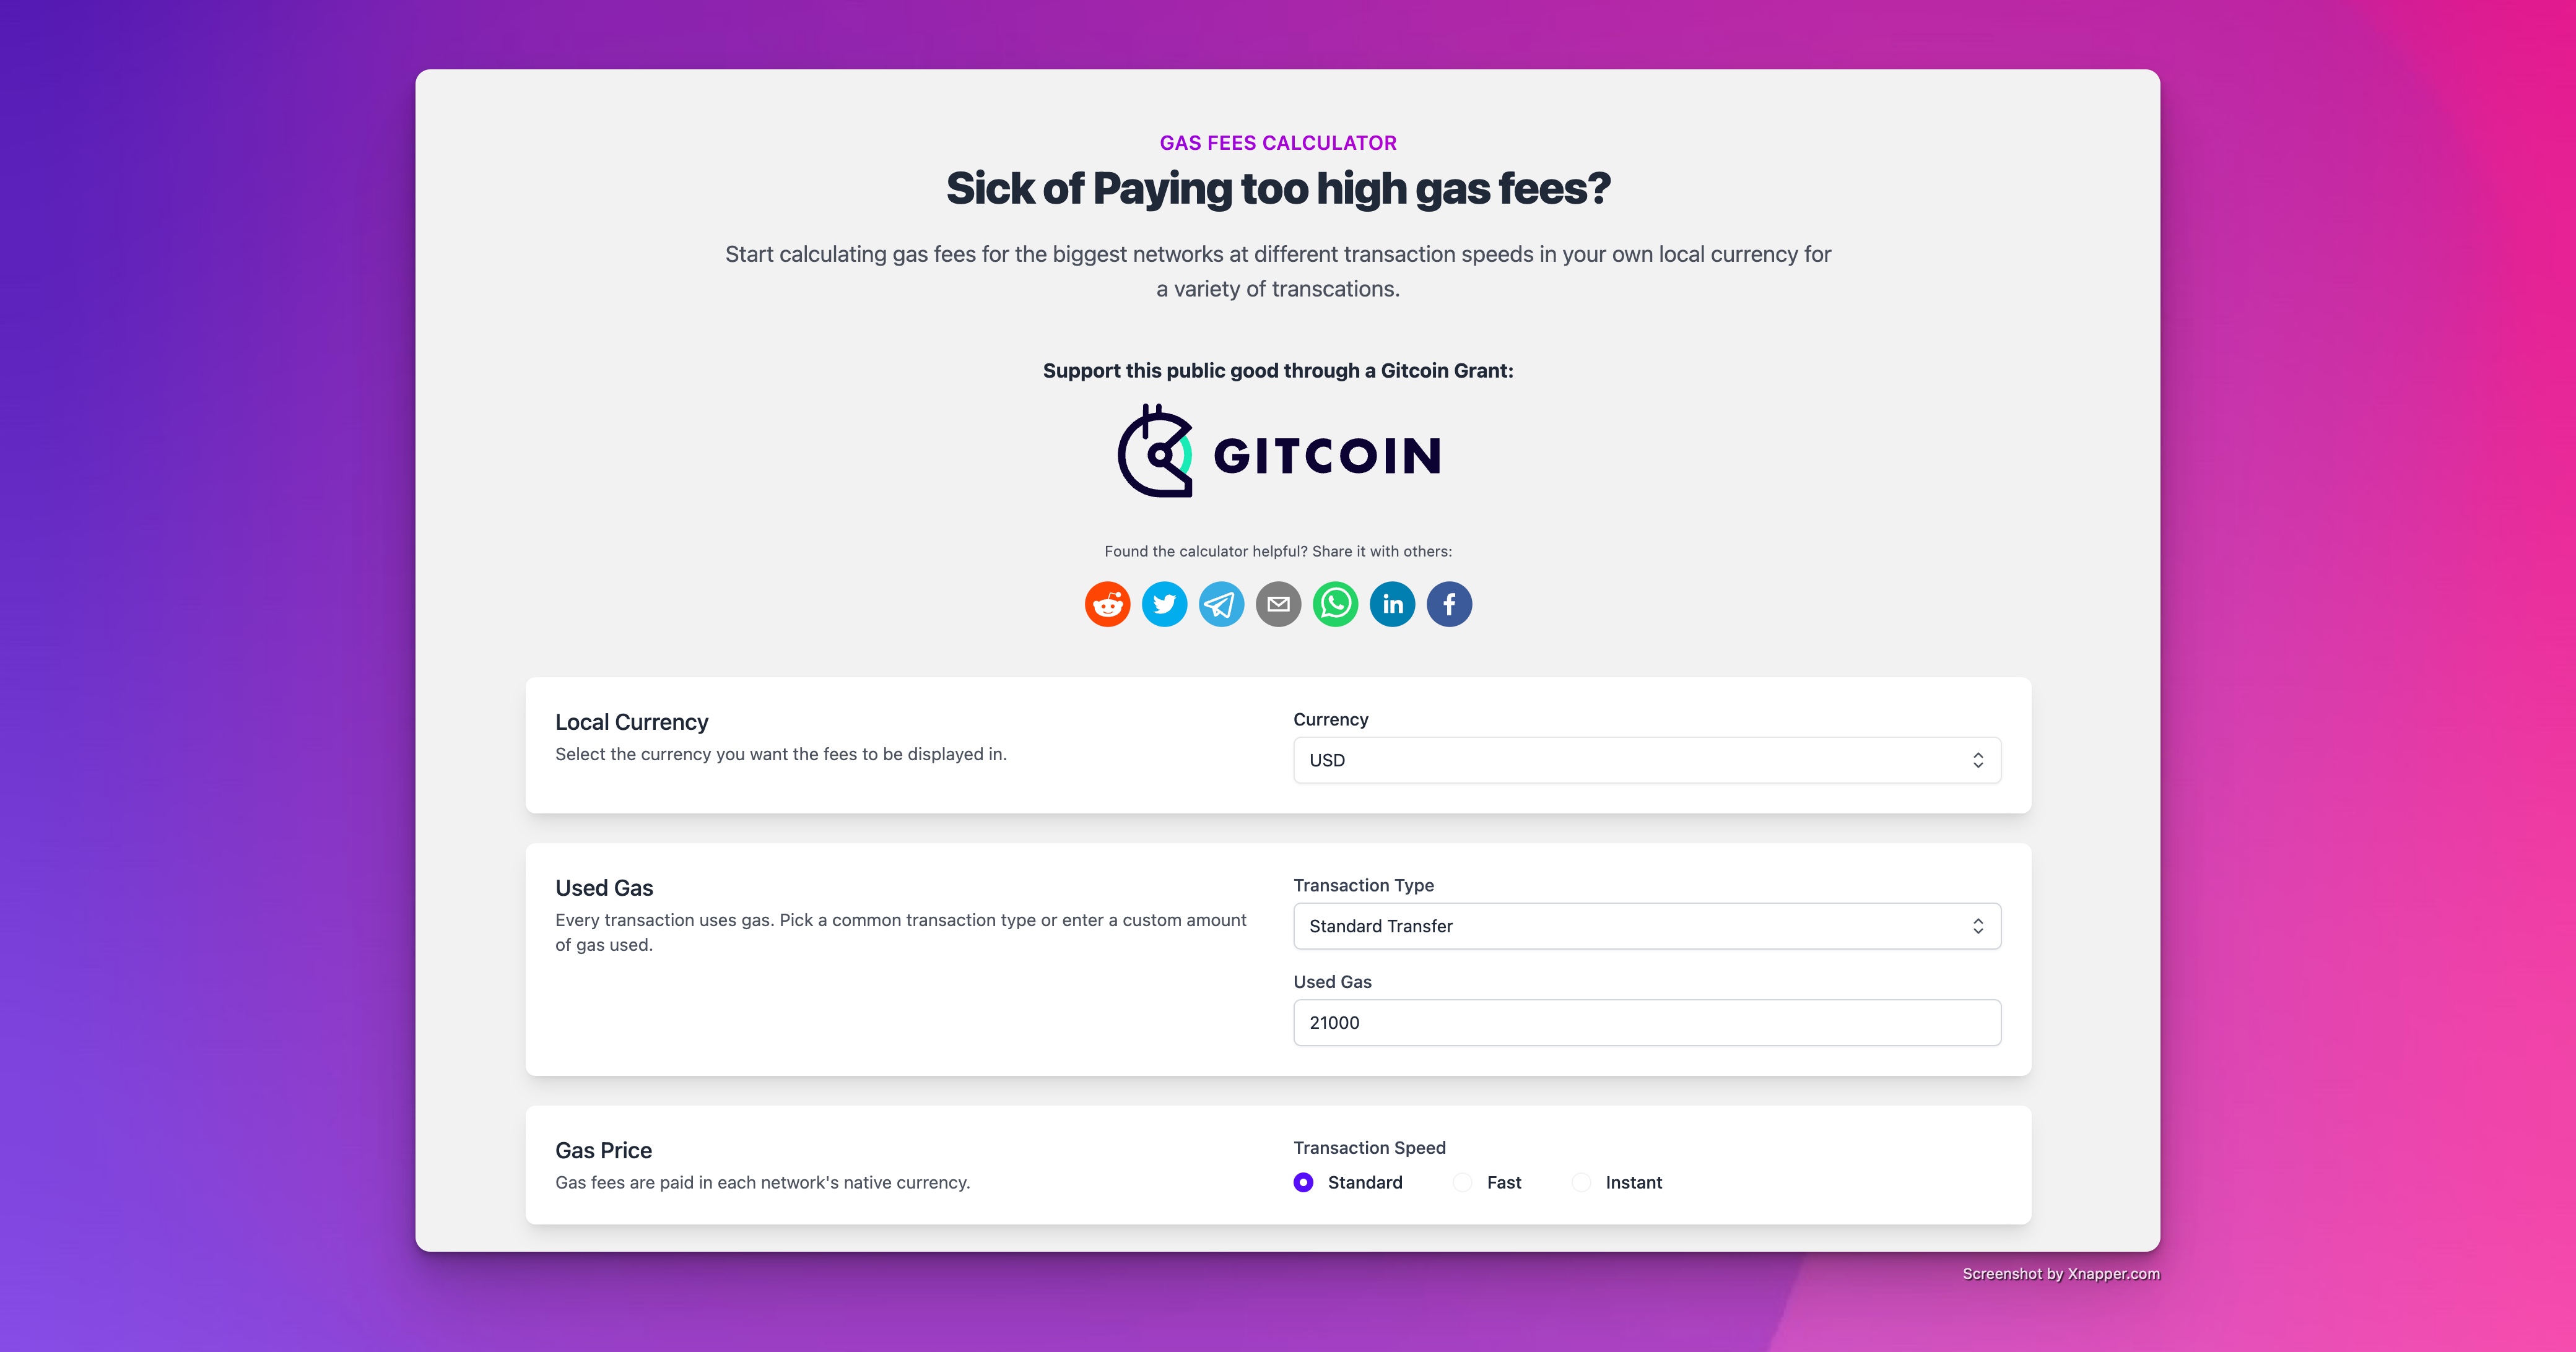 GAS FEES CALCULATOR
Sick of Paying too high gas fees?
Start calculating gas fees for the biggest networks at different transaction speeds in your own local currency for
a variety of transcations.
Support this public good through a Gitcoin Grant:
GITCOIN
Found the calculator helpful? Share it with others:
in
f
Local Currency
Select the currency you want the fees to be displayed in.
Currency
USD
Used Gas
Every transaction uses gas. Pick a common transaction type or enter a custom amount
of gas used.
Transaction Type
Standard Transfer
Used Gas
21000
Gas Price
Gas fees are paid in each network's native currency.
Transaction Speed
Standard Fast Instant
Screenshot by Xnapper.com